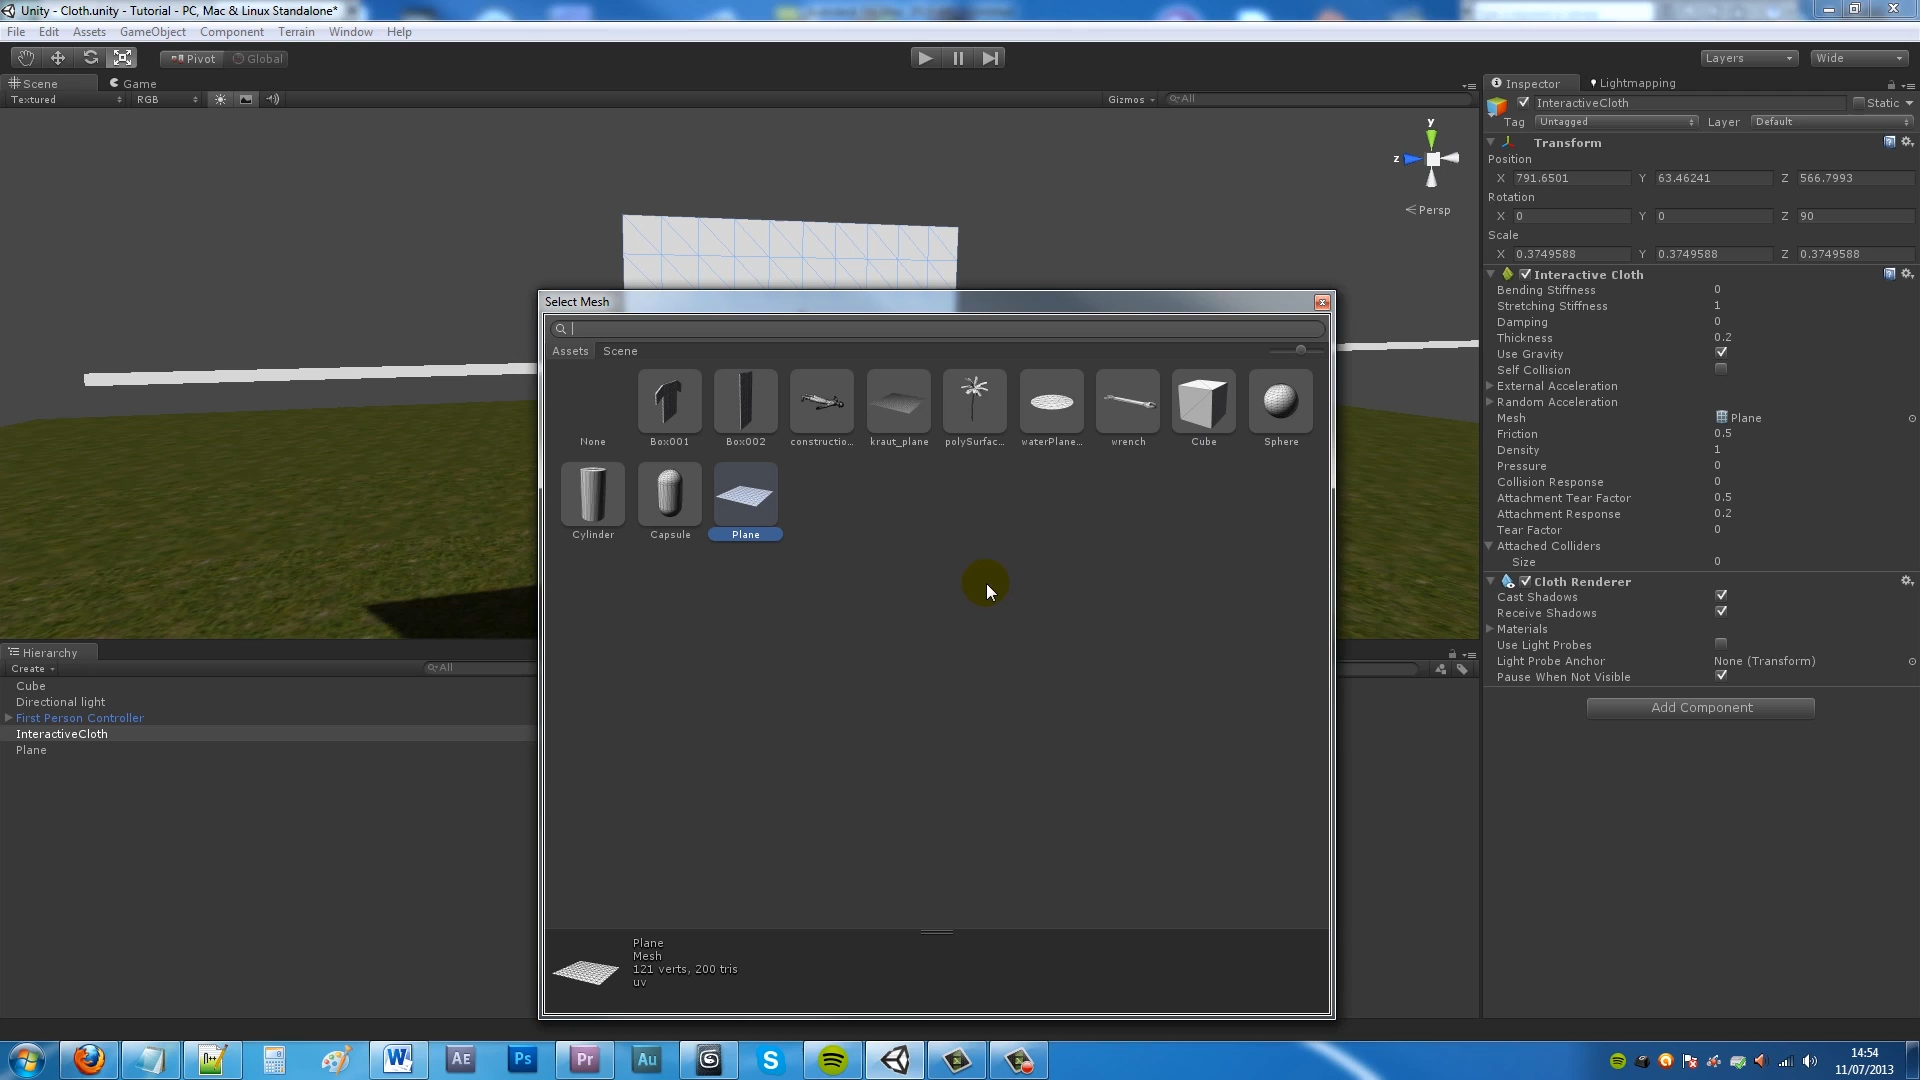 Unity - Cloth.unity - Tutorial - PC, Mac & Linux Standalone*
File Edit Assets GameObject Component Terrain Window Help
Pivot Global
Layers Wide
Scene Game
Textured RGB Gizmos All
y
z
Persp
Inspector Lightmapping
InteractiveCloth Static
Tag Untagged Layer Default
Transform
Position
X 791.6501 Y 63.46241 Z 566.7993
Rotation
X 0 Y 0 Z 90
Scale
X 0.3749588 Y 0.3749588 Z 0.3749588
Interactive Cloth
Bending Stiffness 0
Stretching Stiffness 1
Damping 0
Thickness 0.2
Use Gravity
Self Collision
External Acceleration
Random Acceleration
Mesh Plane
Friction 0.5
Density 1
Pressure 0
Collision Response 0
Attachment Tear Factor 0.5
Attachment Response 0.2
Tear Factor 0
Attached Colliders
Size 0
Cloth Renderer
Cast Shadows
Receive Shadows
Materials
Use Light Probes
Light Probe Anchor None (Transform)
Pause When Not Visible
Add Component
Select Mesh
Assets Scene
None Box001 Box002 constructio... kraut_plane polySurfac... waterPlane... wrench Cube Sphere
Cylinder Capsule Plane
Plane
Mesh
121 verts, 200 tris
uv
Hierarchy
Create All
Cube
Directional light
First Person Controller
InteractiveCloth
Plane
n++ W AE Ps Pr Au S S
14:54
11/07/2013